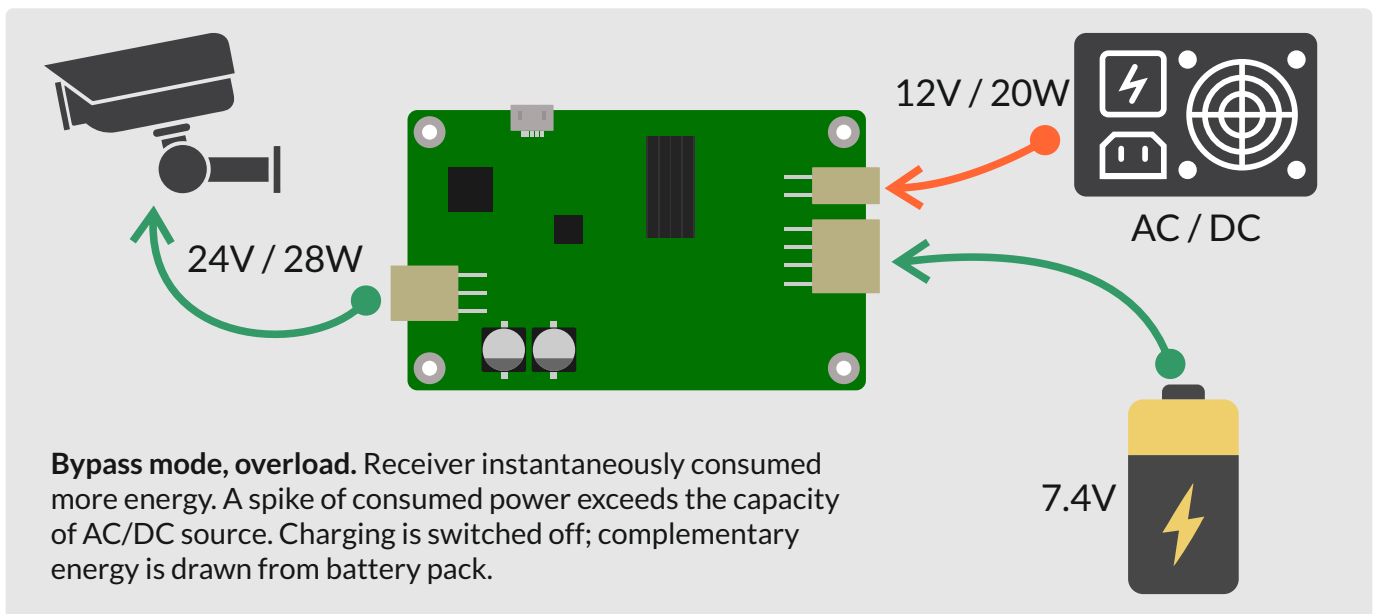 12V / 20W
AC / DC
24V / 28W
7.4V
Bypass mode, overload. Receiver instantaneously consumed
more energy. A spike of consumed power exceeds the capacity
of AC/DC source. Charging is switched off; complementary
energy is drawn from battery pack.